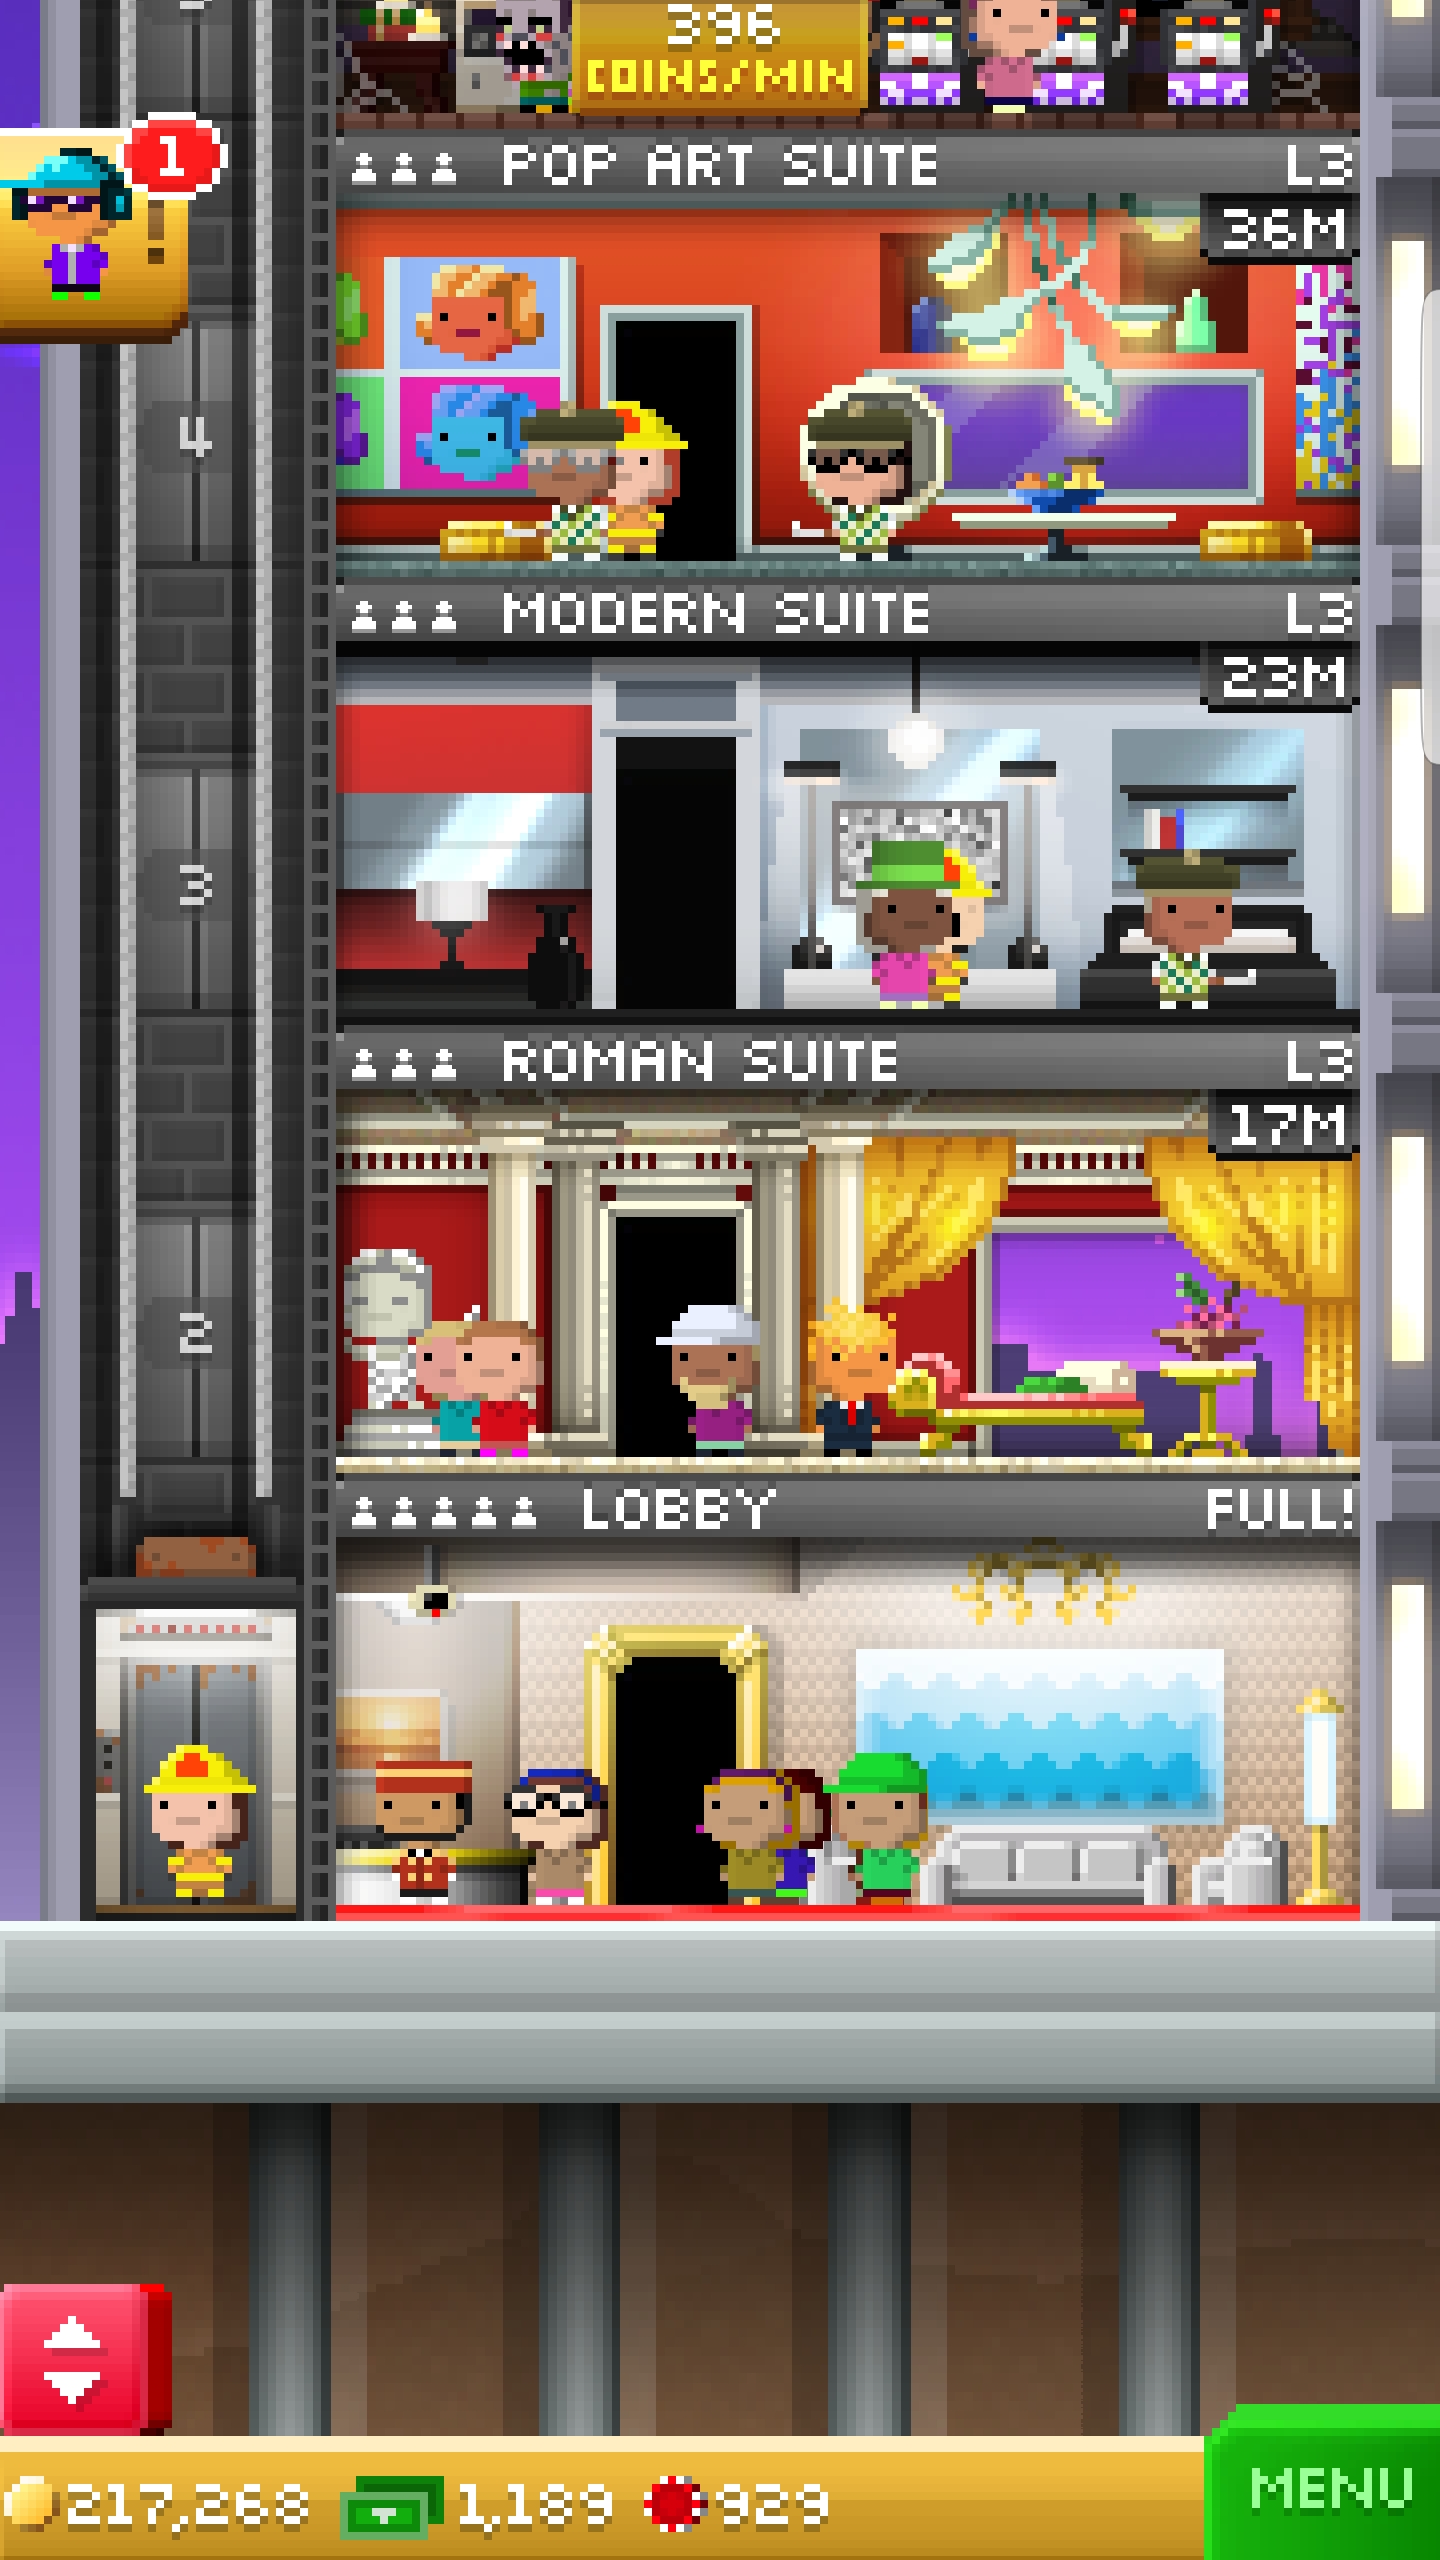 396
COINS/MIN
1
POP ART SUITE L3
36M
4
MODERN SUITE L3
23M
3
ROMAN SUITE L3
17M
2
LOBBY FULL!
MENU
217,268 1,189 929